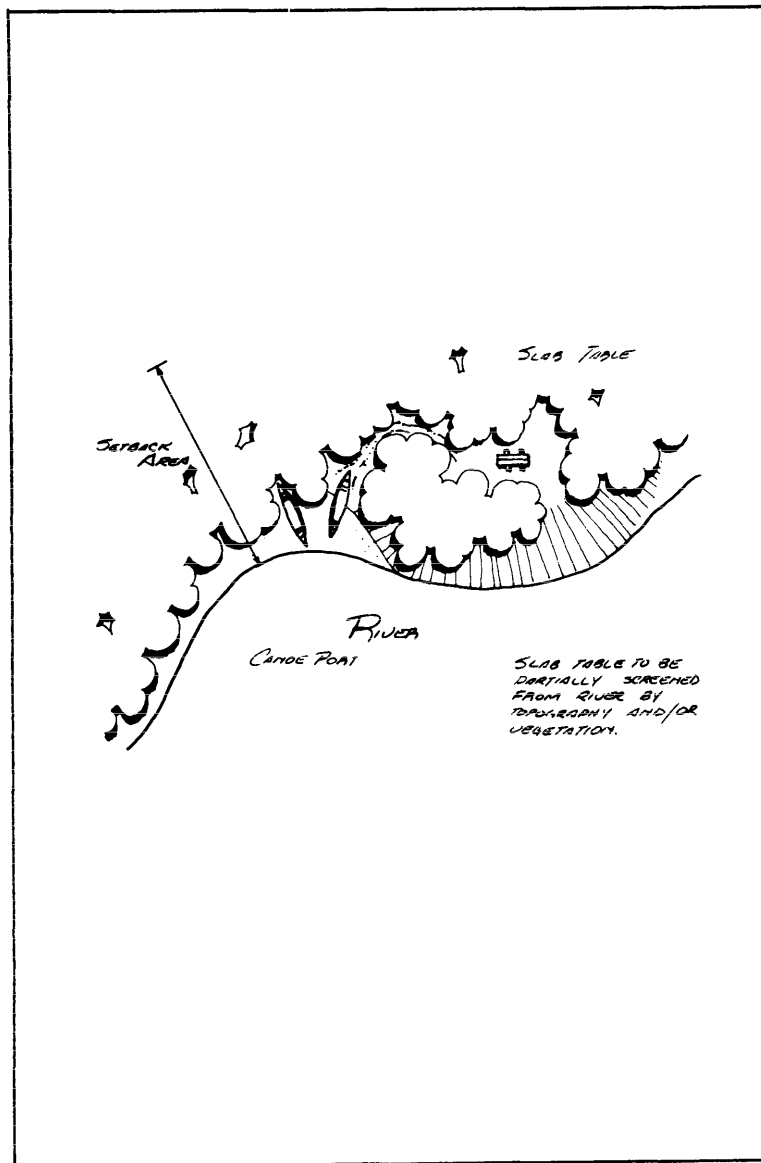 SLAB TABLE
SETBACK
AREA
RIVER
CANOE PORT
SLAB TABLE TO BE
PARTIALLY SCREENED
FROM RIVER BY
TOPOGRAPHY AND/OR
VEGETATION.